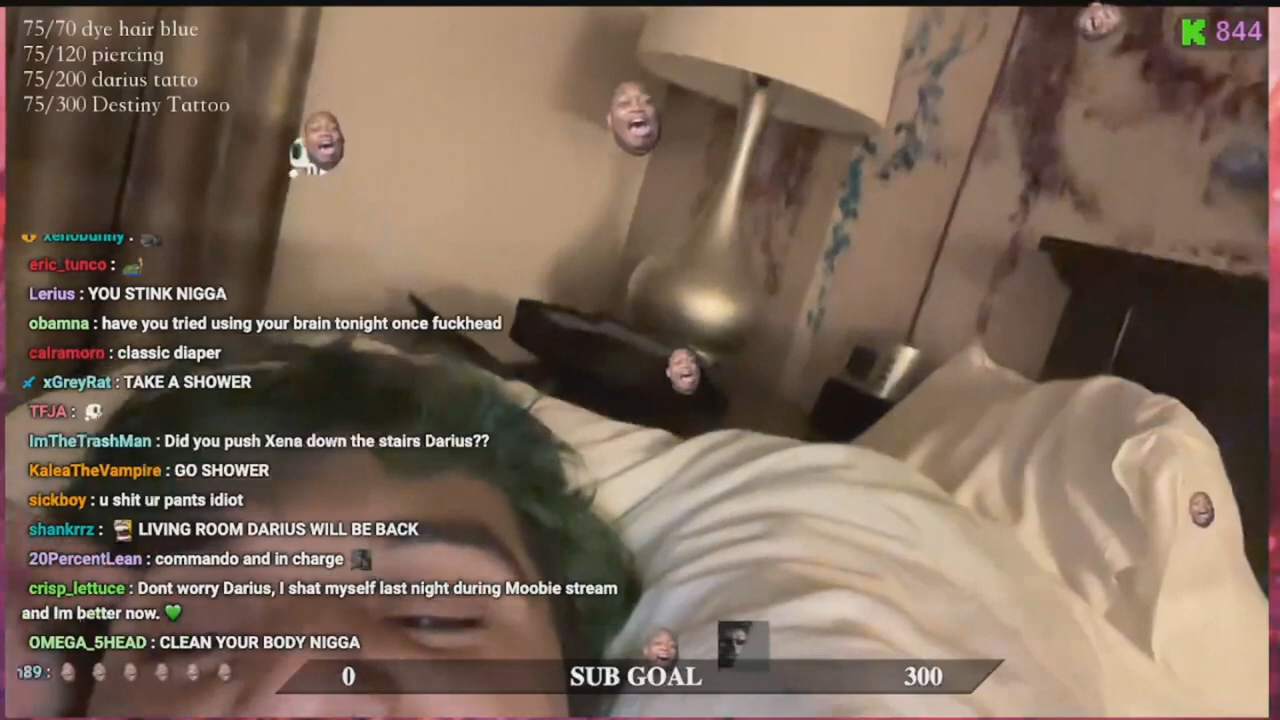 75/70 dye hair blue
75/120 piercing
75/200 darius tatto
75/300 Destiny Tattoo
844
xenobunny :
eric_tunco :
Lerius : YOU STINK NIGGA
obamna : have you tried using your brain tonight once fuckhead
calramorn : classic diaper
xGreyRat : TAKE A SHOWER
TFJA :
ImTheTrashMan : Did you push Xena down the stairs Darius??
KaleaTheVampire : GO SHOWER
sickboy : u shit ur pants idiot
shankrrz : LIVING ROOM DARIUS WILL BE BACK
20PercentLean : commando and in charge
crisp_lettuce : Dont worry Darius, I shat myself last night during Moobie stream
and Im better now. 💚
OMEGA_5HEAD : CLEAN YOUR BODY NIGGA
89 :
0 SUB GOAL 300